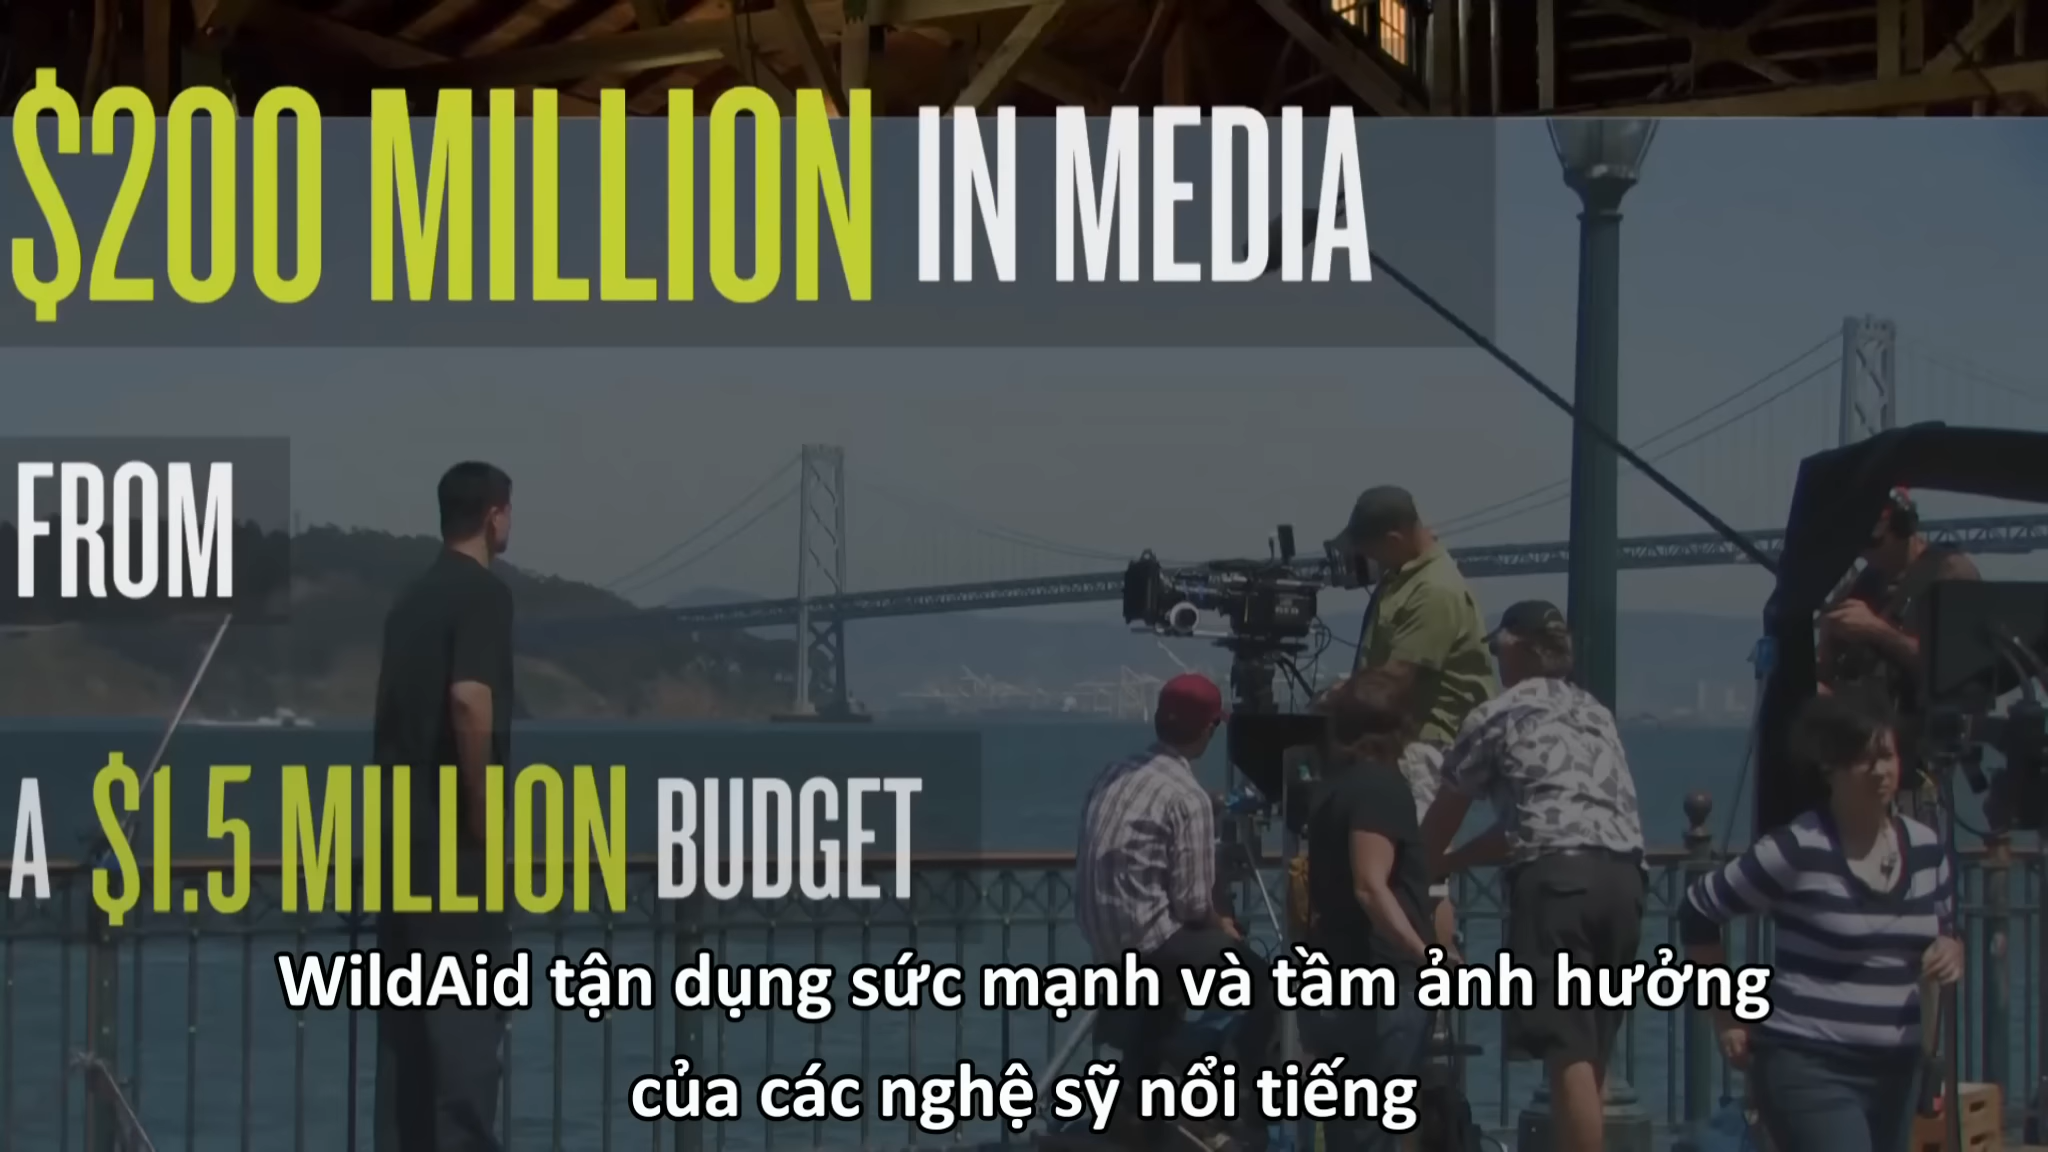 $200 MILLION IN MEDIA
FROM
A $1.5 MILLION BUDGET
WildAid tận dụng sức mạnh và tầm ảnh hưởng
của các nghệ sỹ nổi tiếng